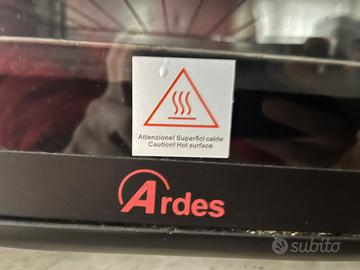 Attenzione! Superfici calde
Caution! Hot surface
Ardes
subito